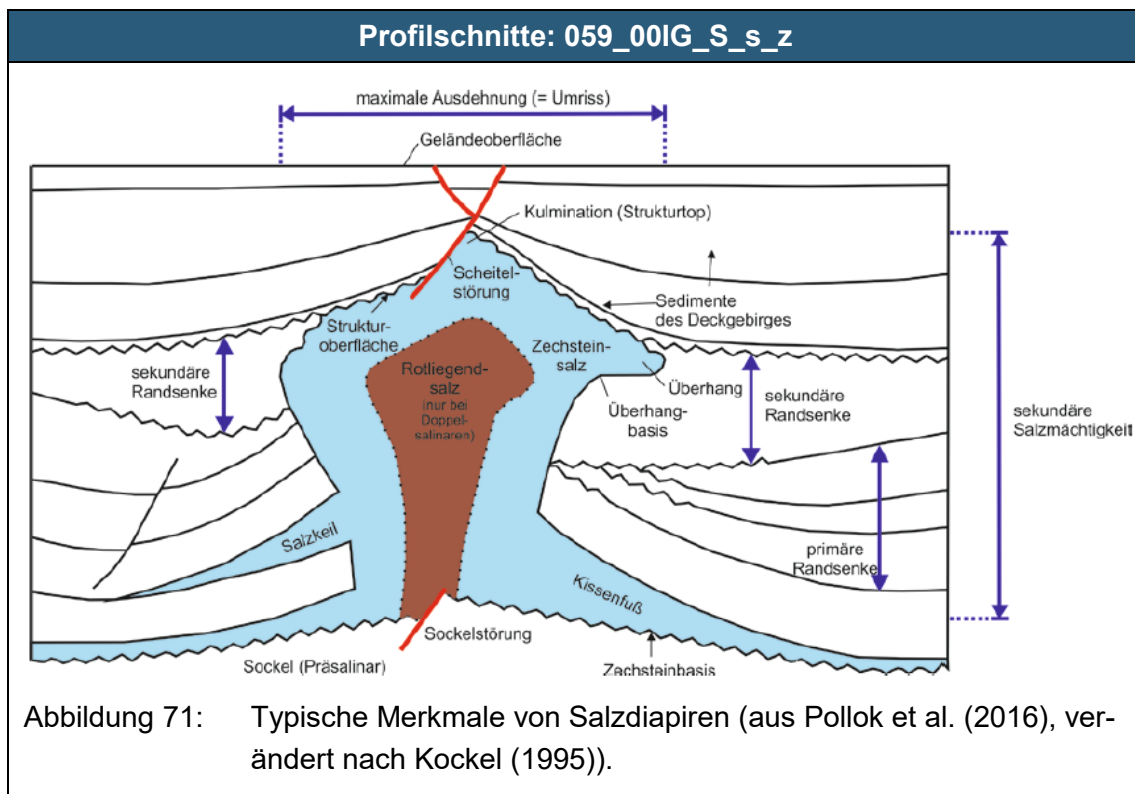 Profilschnitte: 059_00IG_S_s_z
maximale Ausdehnung (= Umriss)
Geländeoberfläche
Kulmination (Strukturtop)
Scheitel-
störung
Sedimente
des Deckgebirges
Struktur-
oberfläche
Zechstein-
salz
sekundäre
Randsenke
Rotliegend-
salz
(nur bei
Doppel-
salinaren)
Überhang
Überhang-
basis
sekundäre
Randsenke
sekundäre
Salzmächtigkeit
Salzkeil
primäre
Randsenke
Kissenfuß
Sockelstörung
Sockel (Präsalinar)
Zechsteinbasis
Abbildung 71: Typische Merkmale von Salzdiapiren (aus Pollok et al. (2016), ver-
ändert nach Kockel (1995)).